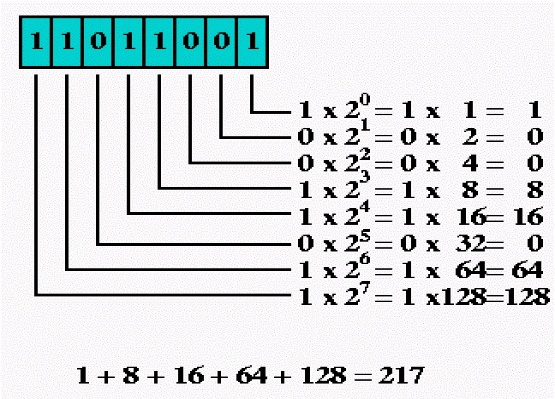 1 1 0 1 1 0 0 1
1 x 2⁰ = 1 x 1 = 1
0 x 2¹ = 0 x 2 = 0
0 x 2² = 0 x 4 = 0
1 x 2³ = 1 x 8 = 8
1 x 2⁴ = 1 x 16= 16
0 x 2⁵ = 0 x 32= 0
1 x 2⁶ = 1 x 64= 64
1 x 2⁷ = 1 x128=128
1 + 8 + 16 + 64 + 128 = 217